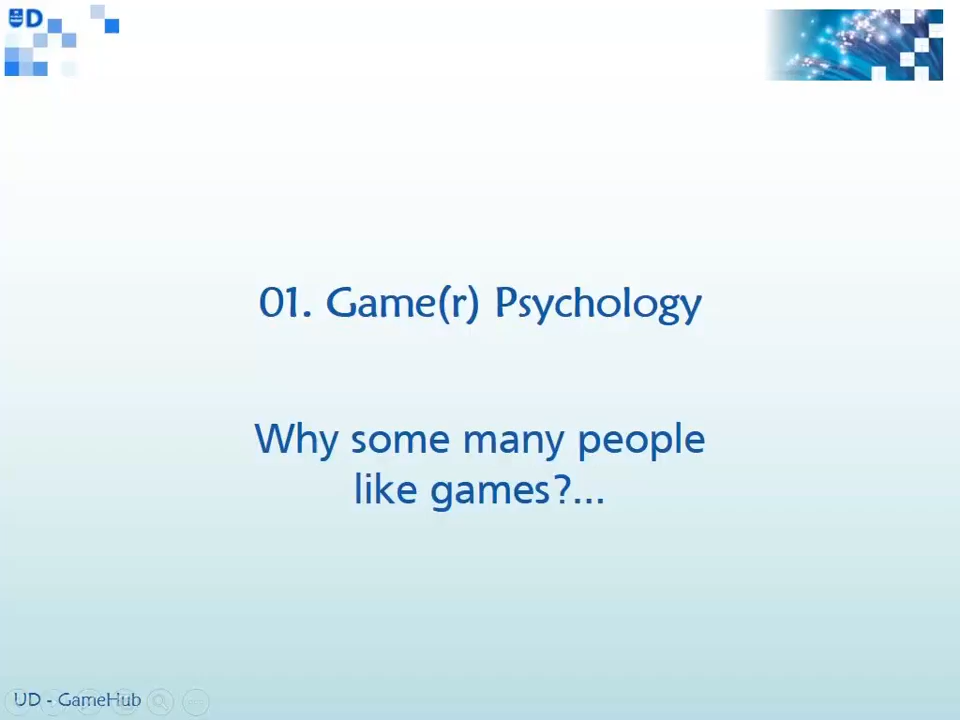 UD
01. Game(r) Psychology
Why some many people
like games?...
UD - GameHub